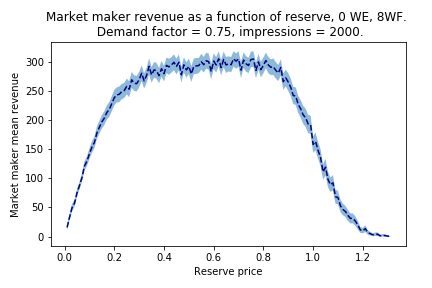 Market maker revenue as a function of reserve, 0 WE, 8WF.
Demand factor = 0.75, impressions = 2000.
Market maker mean revenue
300
250
200
150
100
50
0
0.0 0.2 0.4 0.6 0.8 1.0 1.2
Reserve price